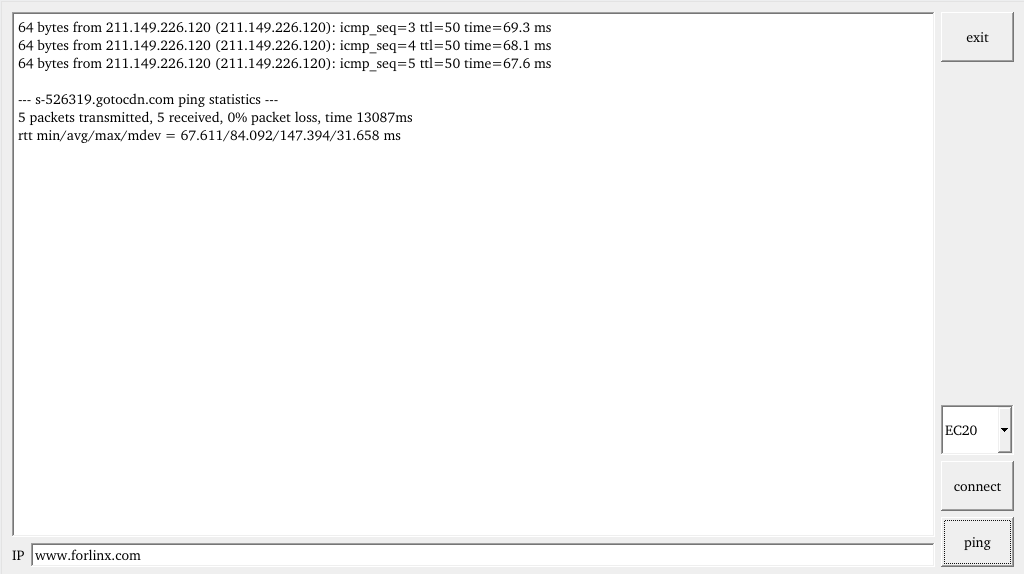 64 bytes from 211.149.226.120 (211.149.226.120): icmp_seq=3 ttl=50 time=69.3 ms
64 bytes from 211.149.226.120 (211.149.226.120): icmp_seq=4 ttl=50 time=68.1 ms
64 bytes from 211.149.226.120 (211.149.226.120): icmp_seq=5 ttl=50 time=67.6 ms
--- s-526319.gotocdn.com ping statistics ---
5 packets transmitted, 5 received, 0% packet loss, time 13087ms
rtt min/avg/max/mdev = 67.611/84.092/147.394/31.658 ms
exit
EC20
connect
ping
IP www.forlinx.com